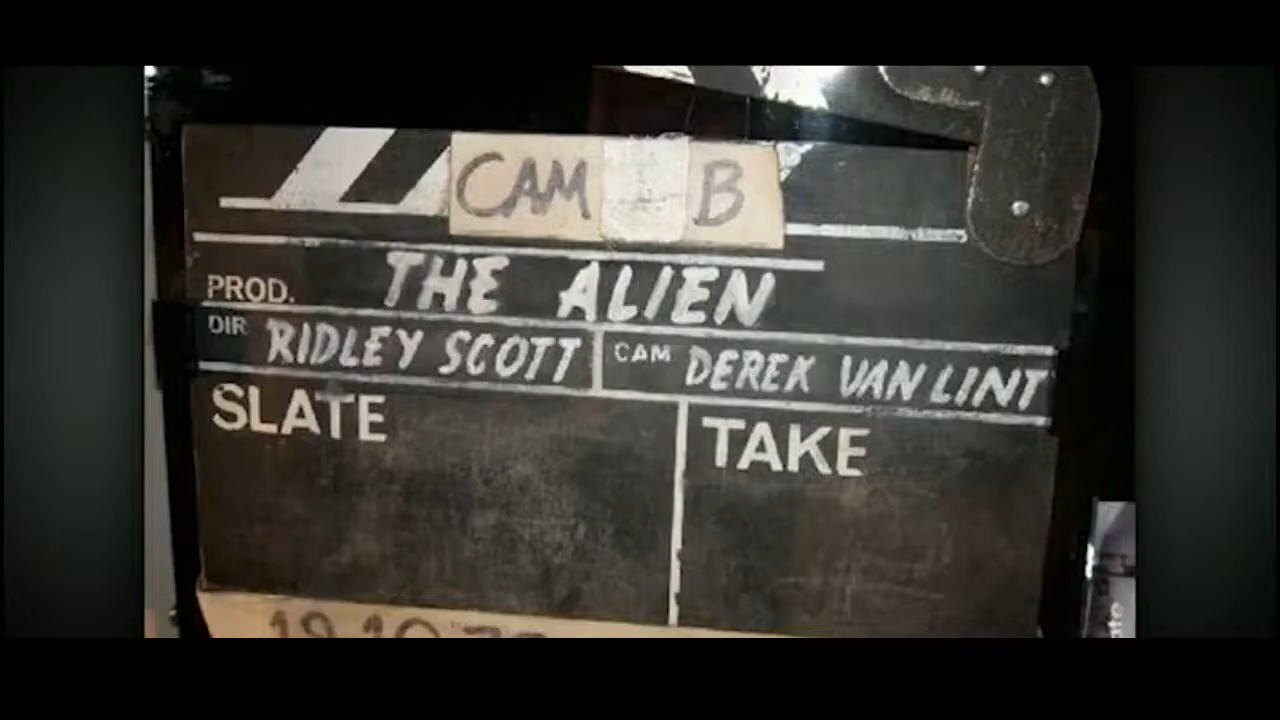 CAM B
PROD. THE ALIEN
DIR RIDLEY SCOTT CAM DEREK VAN LINT
SLATE TAKE